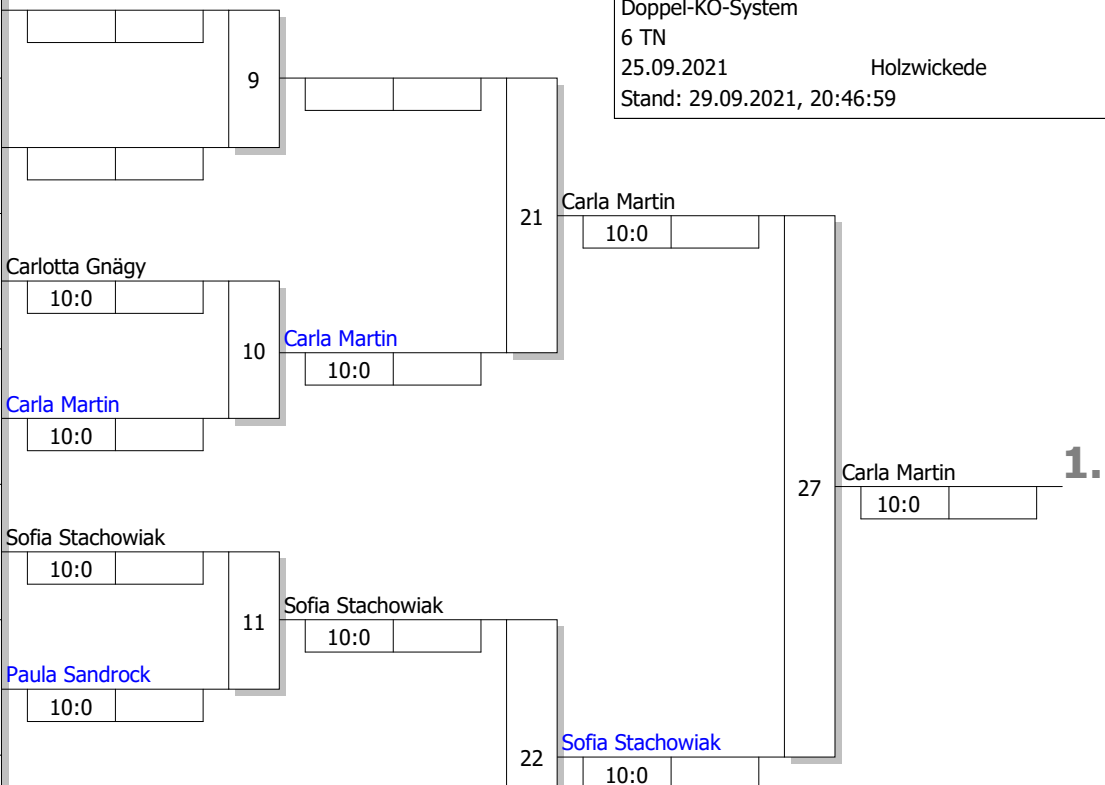 Doppel-KO-System
6 TN
25.09.2021 Holzwickede
Stand: 29.09.2021, 20:46:59
9
21
Carla Martin
10:0
Carlotta Gnägy
10:0
10
Carla Martin
10:0
Carla Martin
10:0
27
Carla Martin
10:0
1.
Sofia Stachowiak
10:0
11
Sofia Stachowiak
10:0
Paula Sandrock
10:0
22
Sofia Stachowiak
10:0